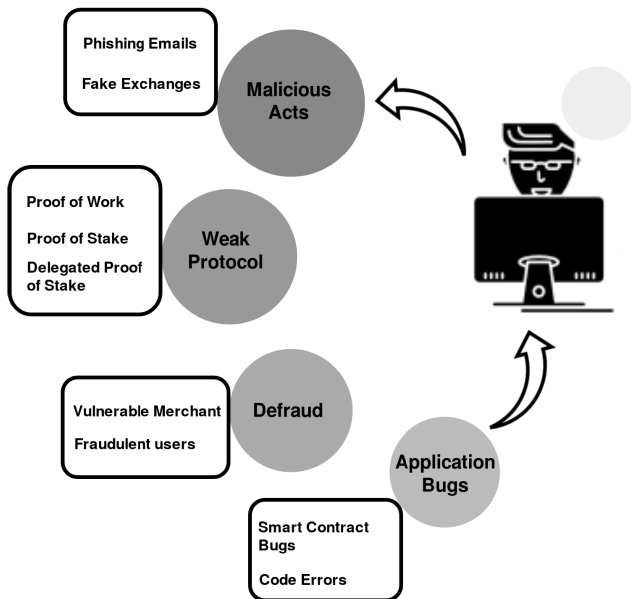 Phishing Emails
Fake Exchanges
Malicious
Acts
Proof of Work
Proof of Stake
Delegated Proof
of Stake
Weak
Protocol
Vulnerable Merchant
Fraudulent users
Defraud
Application
Bugs
Smart Contract
Bugs
Code Errors